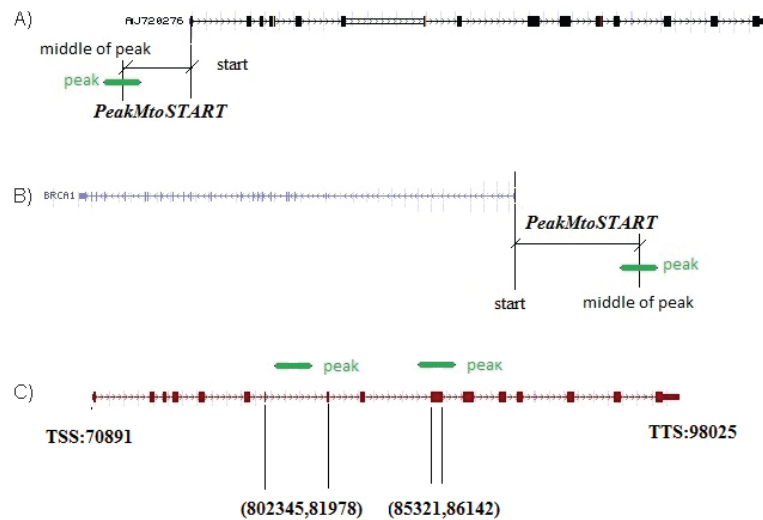 A)
AJ720276
middle of peak
start
peak
PeakMtoSTART
B)
BRCA1
PeakMtoSTART
peak
start
middle of peak
peak
peaк
C)
TSS:70891
TTS:98025
(802345,81978)
(85321,86142)